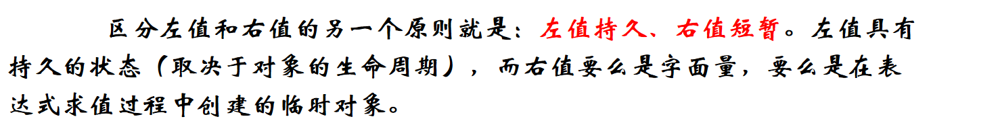 区分左值和右值的另一个原则就是：左值持久、右值短暂。左值具有
持久的状态（取决于对象的生命周期），而右值要么是字面量，要么是在表
达式求值过程中创建的临时对象。